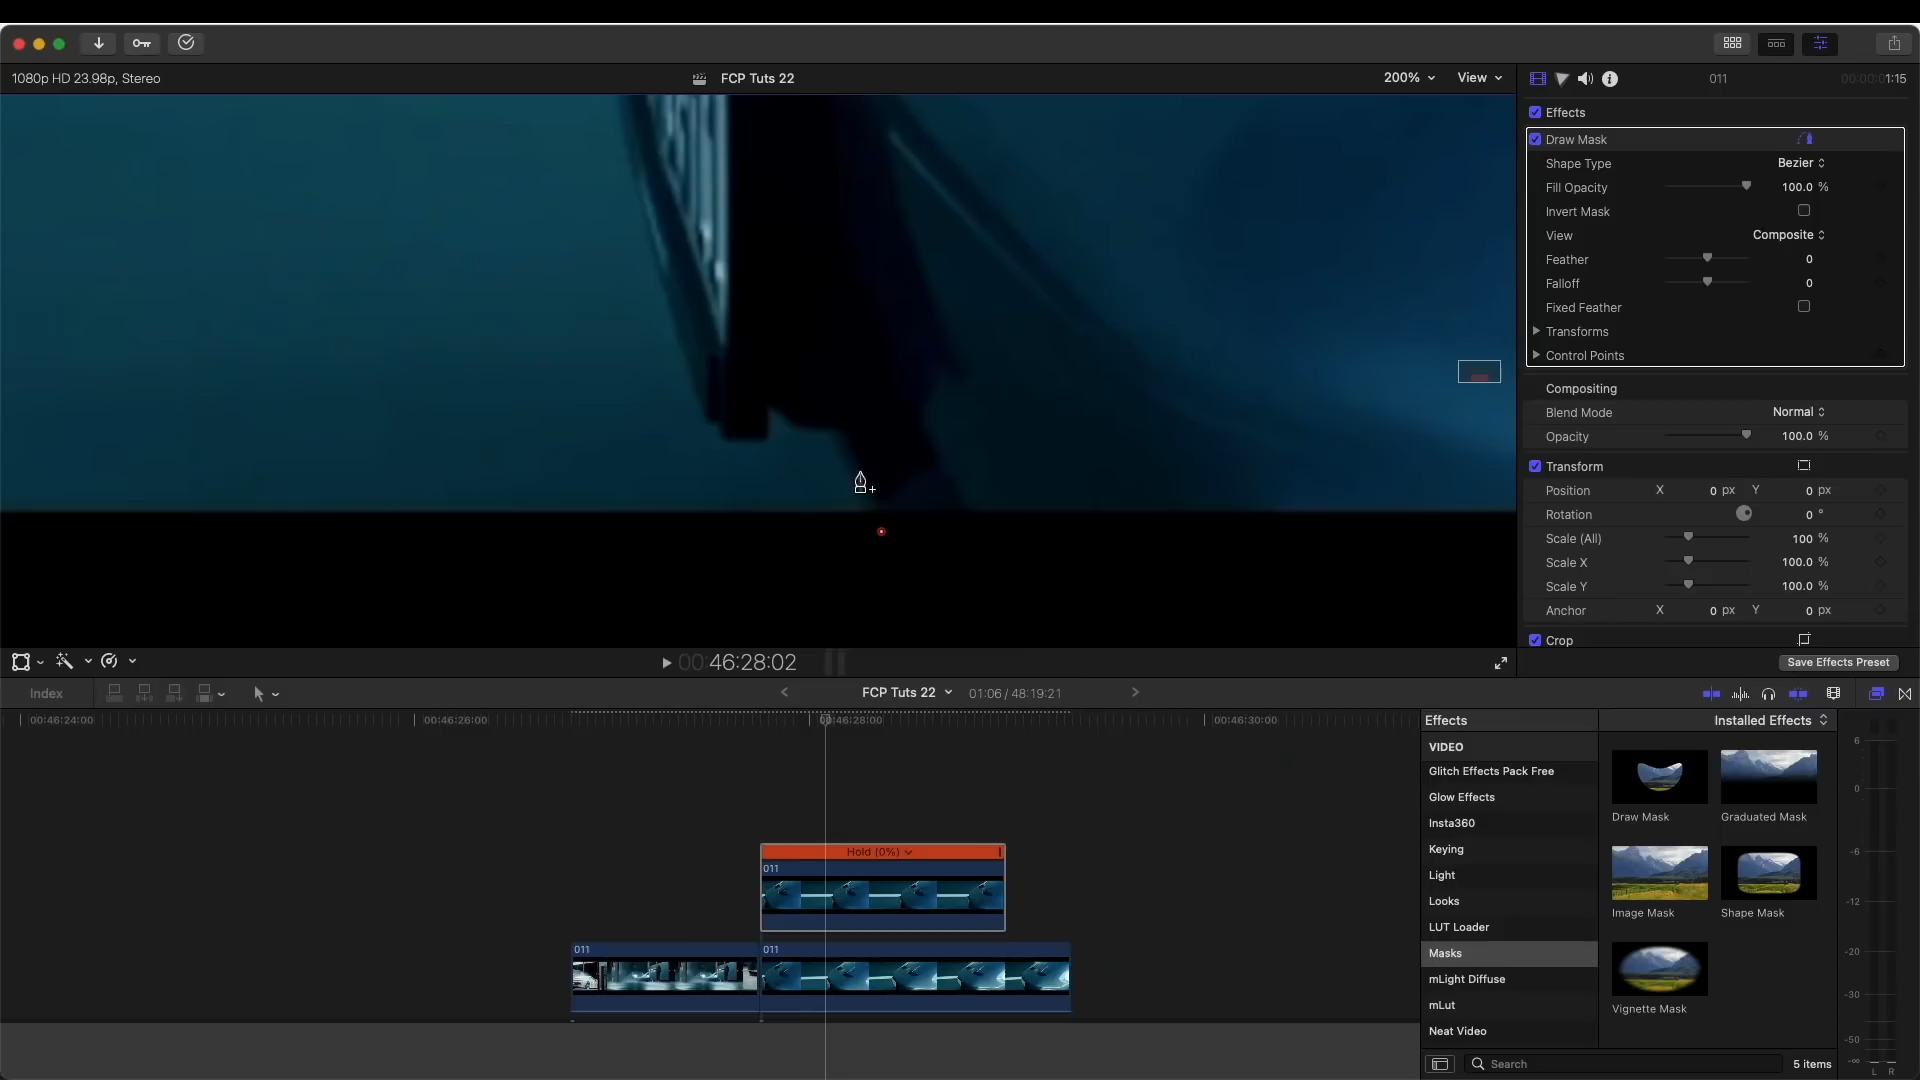 1080p HD 23.98p, Stereo
FCP Tuts 22
200%
View
011
00:00:00:1:15
Effects
Draw Mask
Shape Type
Bezier
Fill Opacity
100.0 %
Invert Mask
View
Composite
Feather
0
Falloff
0
Fixed Feather
Transforms
Control Points
Compositing
Blend Mode
Normal
Opacity
100.0 %
Transform
Position X 0 px Y 0 px
Rotation
0 °
Scale (All)
100 %
Scale X
100.0 %
Scale Y
100.0 %
Anchor X 0 px Y 0 px
Crop
00:46:28:02
Save Effects Preset
Index
FCP Tuts 22
01:06 / 48:19:21
00:46:24:00
00:46:26:00
00:46:28:00
00:46:30:00
Hold (0%)
011
011
011
Effects
Installed Effects
VIDEO
Glitch Effects Pack Free
Glow Effects
Insta360
Keying
Light
Looks
LUT Loader
Masks
mLight Diffuse
mLut
Neat Video
Draw Mask
Graduated Mask
Image Mask
Shape Mask
Vignette Mask
Search
5 items
6
0
-6
-12
-20
-30
-50
-∞
L R